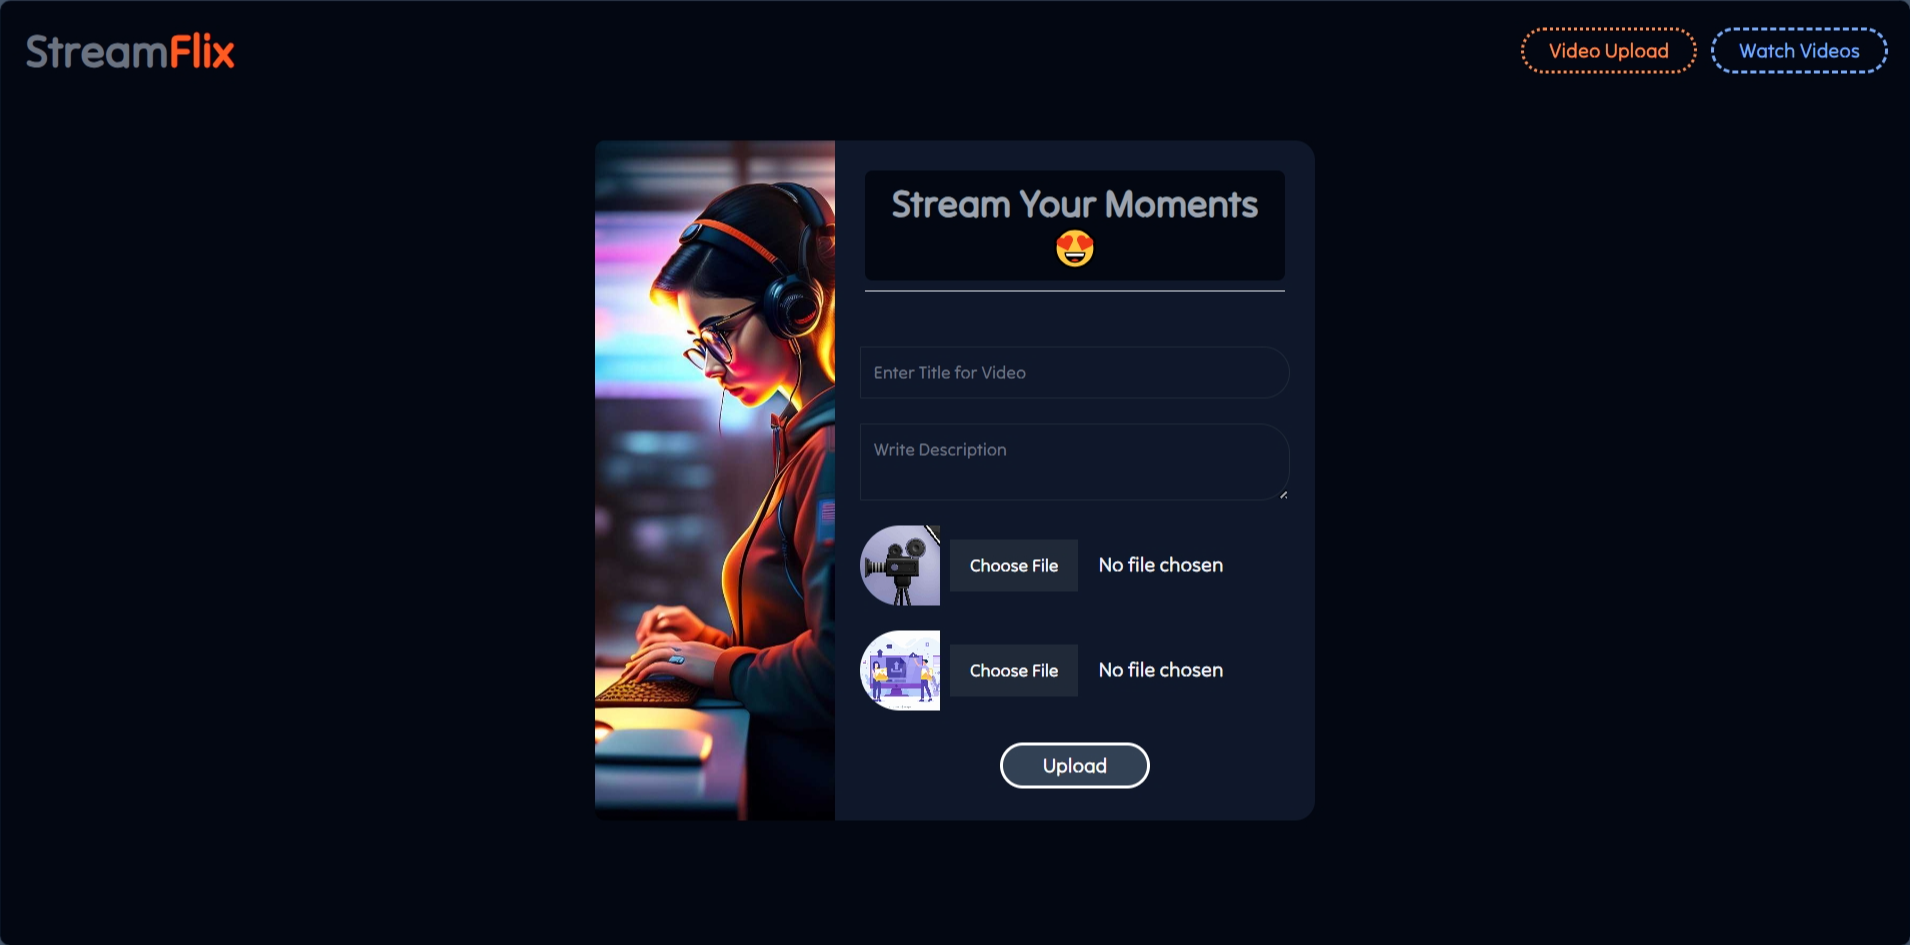 StreamFlix
Video Upload
Watch Videos
Stream Your Moments
😍
Enter Title for Video
Write Description
Choose File No file chosen
Choose File No file chosen
Upload